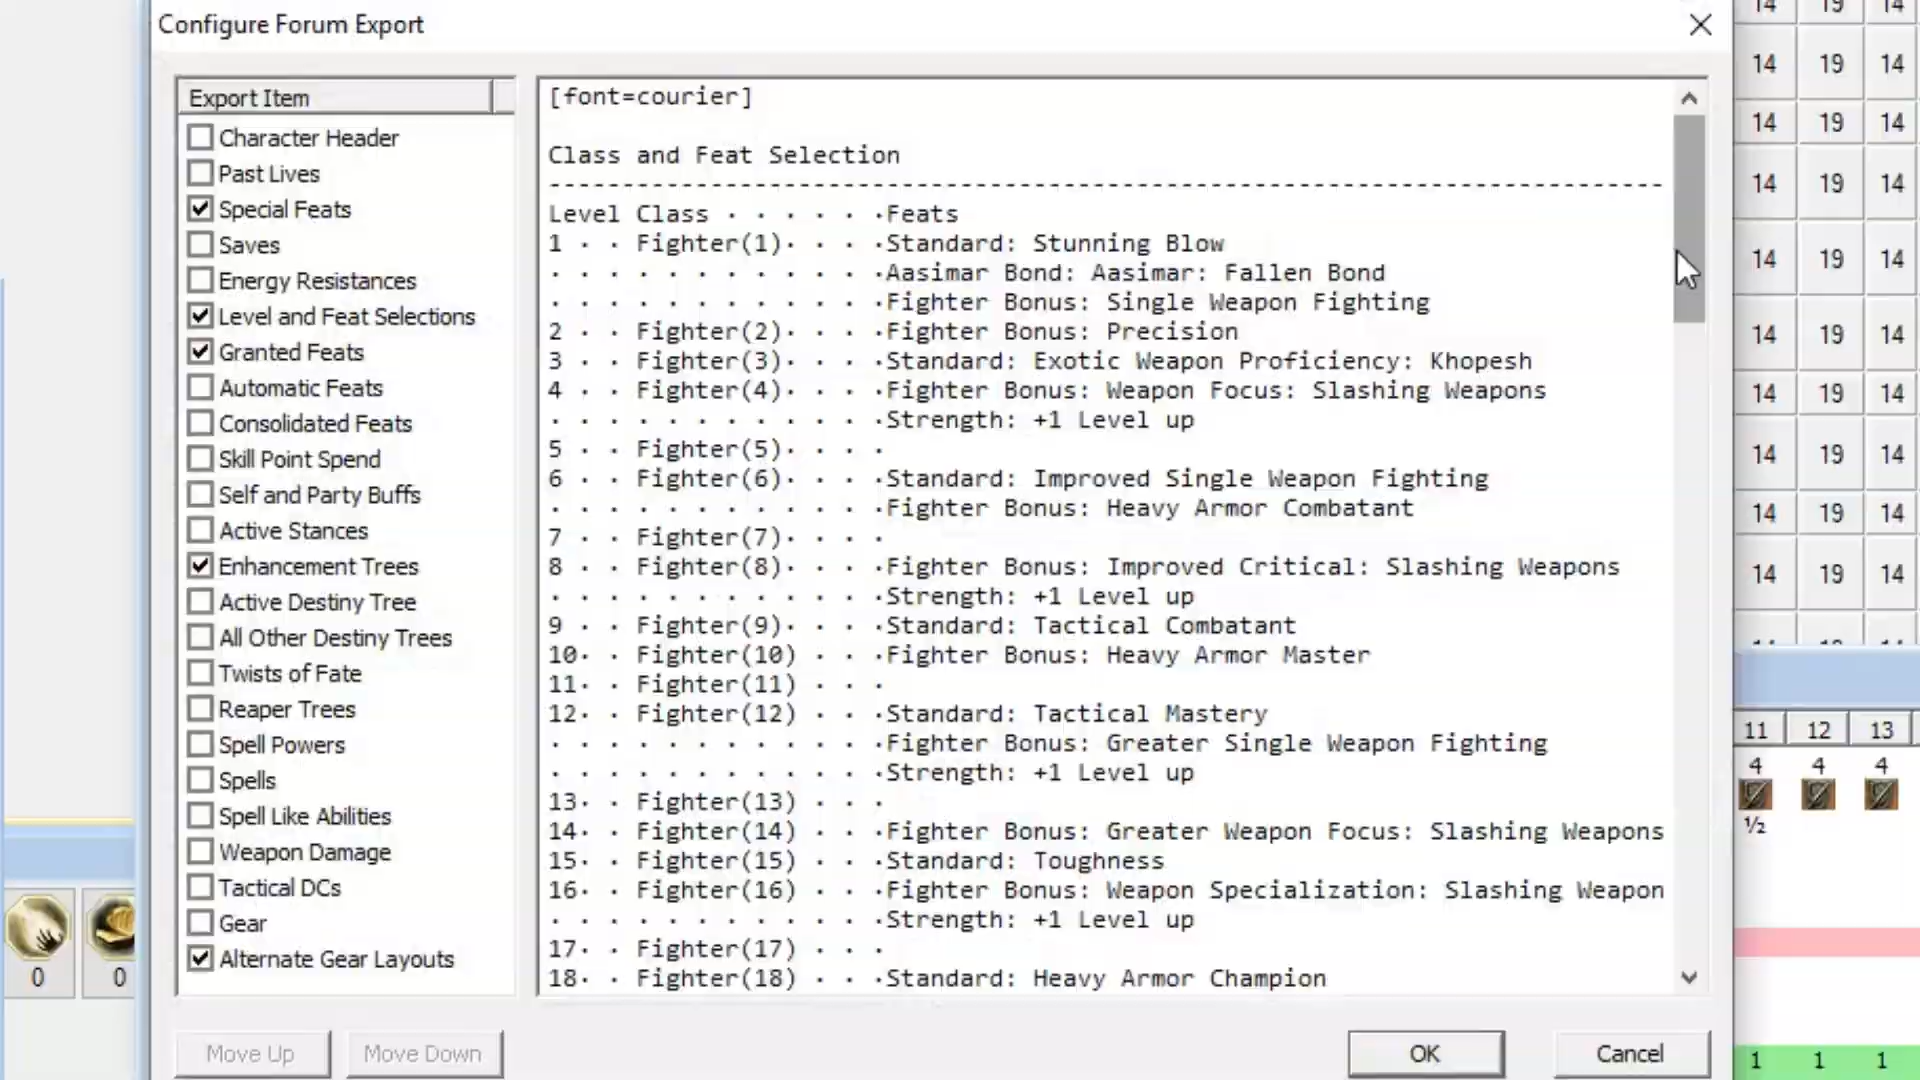 Configure Forum Export
Export Item
Character Header
Past Lives
Special Feats
Saves
Energy Resistances
Level and Feat Selections
Granted Feats
Automatic Feats
Consolidated Feats
Skill Point Spend
Self and Party Buffs
Active Stances
Enhancement Trees
Active Destiny Tree
All Other Destiny Trees
Twists of Fate
Reaper Trees
Spell Powers
Spells
Spell Like Abilities
Weapon Damage
Tactical DCs
Gear
Alternate Gear Layouts
[font=courier]
Class and Feat Selection
--------------------------------------------------------------------------------
Level Class . . . . . .Feats
1 . . Fighter(1). . . .Standard: Stunning Blow
. . . . . . . . . . . .Aasimar Bond: Aasimar: Fallen Bond
. . . . . . . . . . . .Fighter Bonus: Single Weapon Fighting
2 . . Fighter(2). . . .Fighter Bonus: Precision
3 . . Fighter(3). . . .Standard: Exotic Weapon Proficiency: Khopesh
4 . . Fighter(4). . . .Fighter Bonus: Weapon Focus: Slashing Weapons
. . . . . . . . . . . .Strength: +1 Level up
5 . . Fighter(5). . . .
6 . . Fighter(6). . . .Standard: Improved Single Weapon Fighting
. . . . . . . . . . . .Fighter Bonus: Heavy Armor Combatant
7 . . Fighter(7). . . .
8 . . Fighter(8). . . .Fighter Bonus: Improved Critical: Slashing Weapons
. . . . . . . . . . . .Strength: +1 Level up
9 . . Fighter(9). . . .Standard: Tactical Combatant
10. . Fighter(10) . . .Fighter Bonus: Heavy Armor Master
11. . Fighter(11) . . .
12. . Fighter(12) . . .Standard: Tactical Mastery
. . . . . . . . . . . .Fighter Bonus: Greater Single Weapon Fighting
. . . . . . . . . . . .Strength: +1 Level up
13. . Fighter(13) . . .
14. . Fighter(14) . . .Fighter Bonus: Greater Weapon Focus: Slashing Weapons
15. . Fighter(15) . . .Standard: Toughness
16. . Fighter(16) . . .Fighter Bonus: Weapon Specialization: Slashing Weapon
. . . . . . . . . . . .Strength: +1 Level up
17. . Fighter(17) . . .
18. . Fighter(18) . . .Standard: Heavy Armor Champion
Move Up
Move Down
OK
Cancel
0 0
14 19 14
14 19 14
14 19 14
14 19 14
14 19 14
14 19 14
14 19 14
14 19 14
14 19 14
14 19 14
11 12 13
4 4 4
½
1 1 1